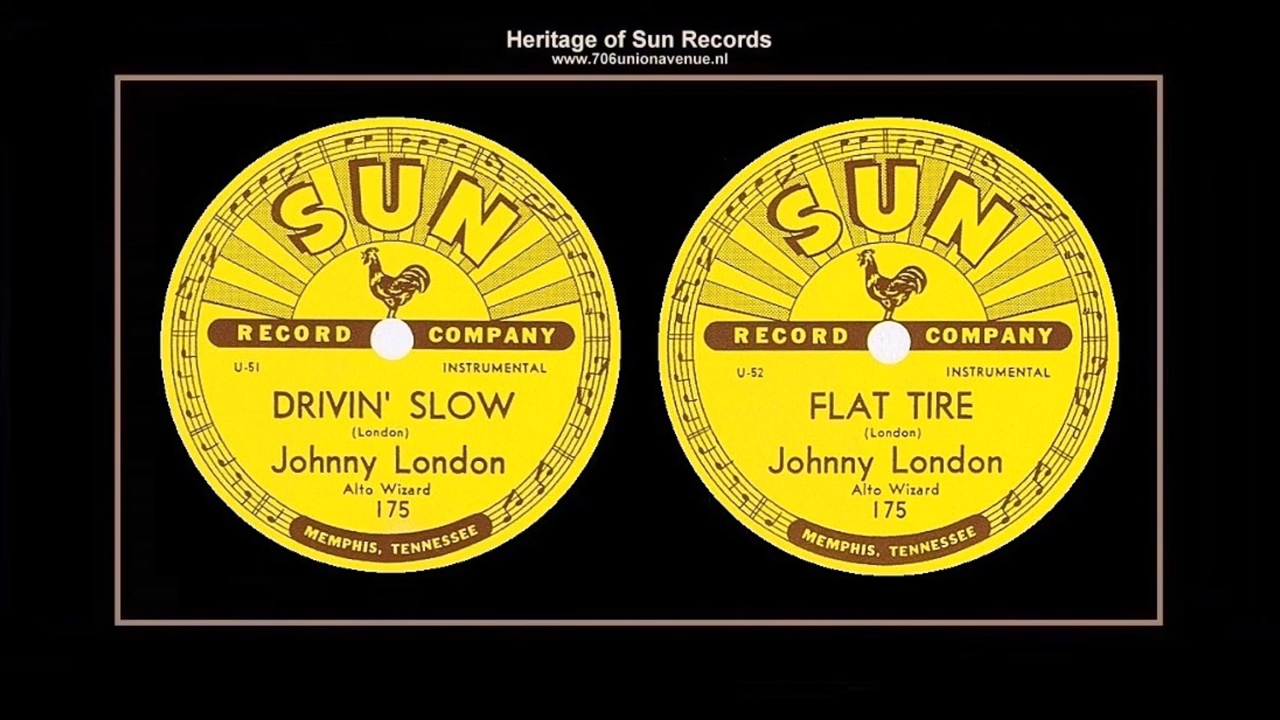 Heritage of Sun Records
www.706unionavenue.nl
SUN
RECORD COMPANY
U-51 INSTRUMENTAL
DRIVIN' SLOW
(London)
Johnny London
Alto Wizard
175
MEMPHIS, TENNESSEE
SUN
RECORD COMPANY
U-52 INSTRUMENTAL
FLAT TIRE
(London)
Johnny London
Alto Wizard
175
MEMPHIS, TENNESSEE